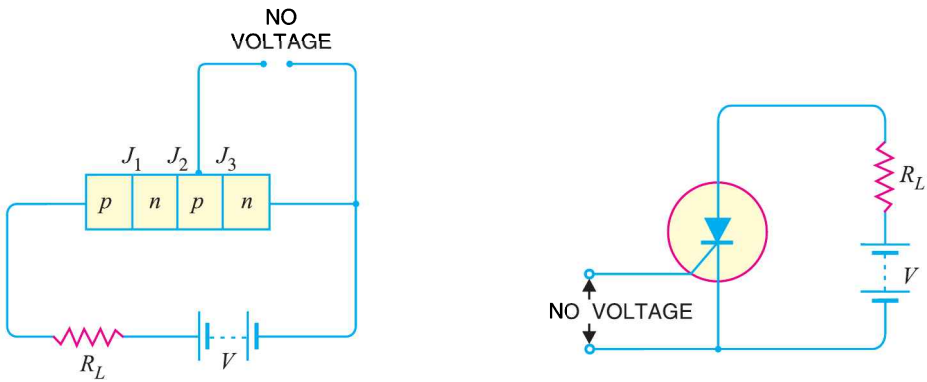 NO
VOLTAGE
J1 J2 J3
p n p n
RL
V
RL
V
NO VOLTAGE